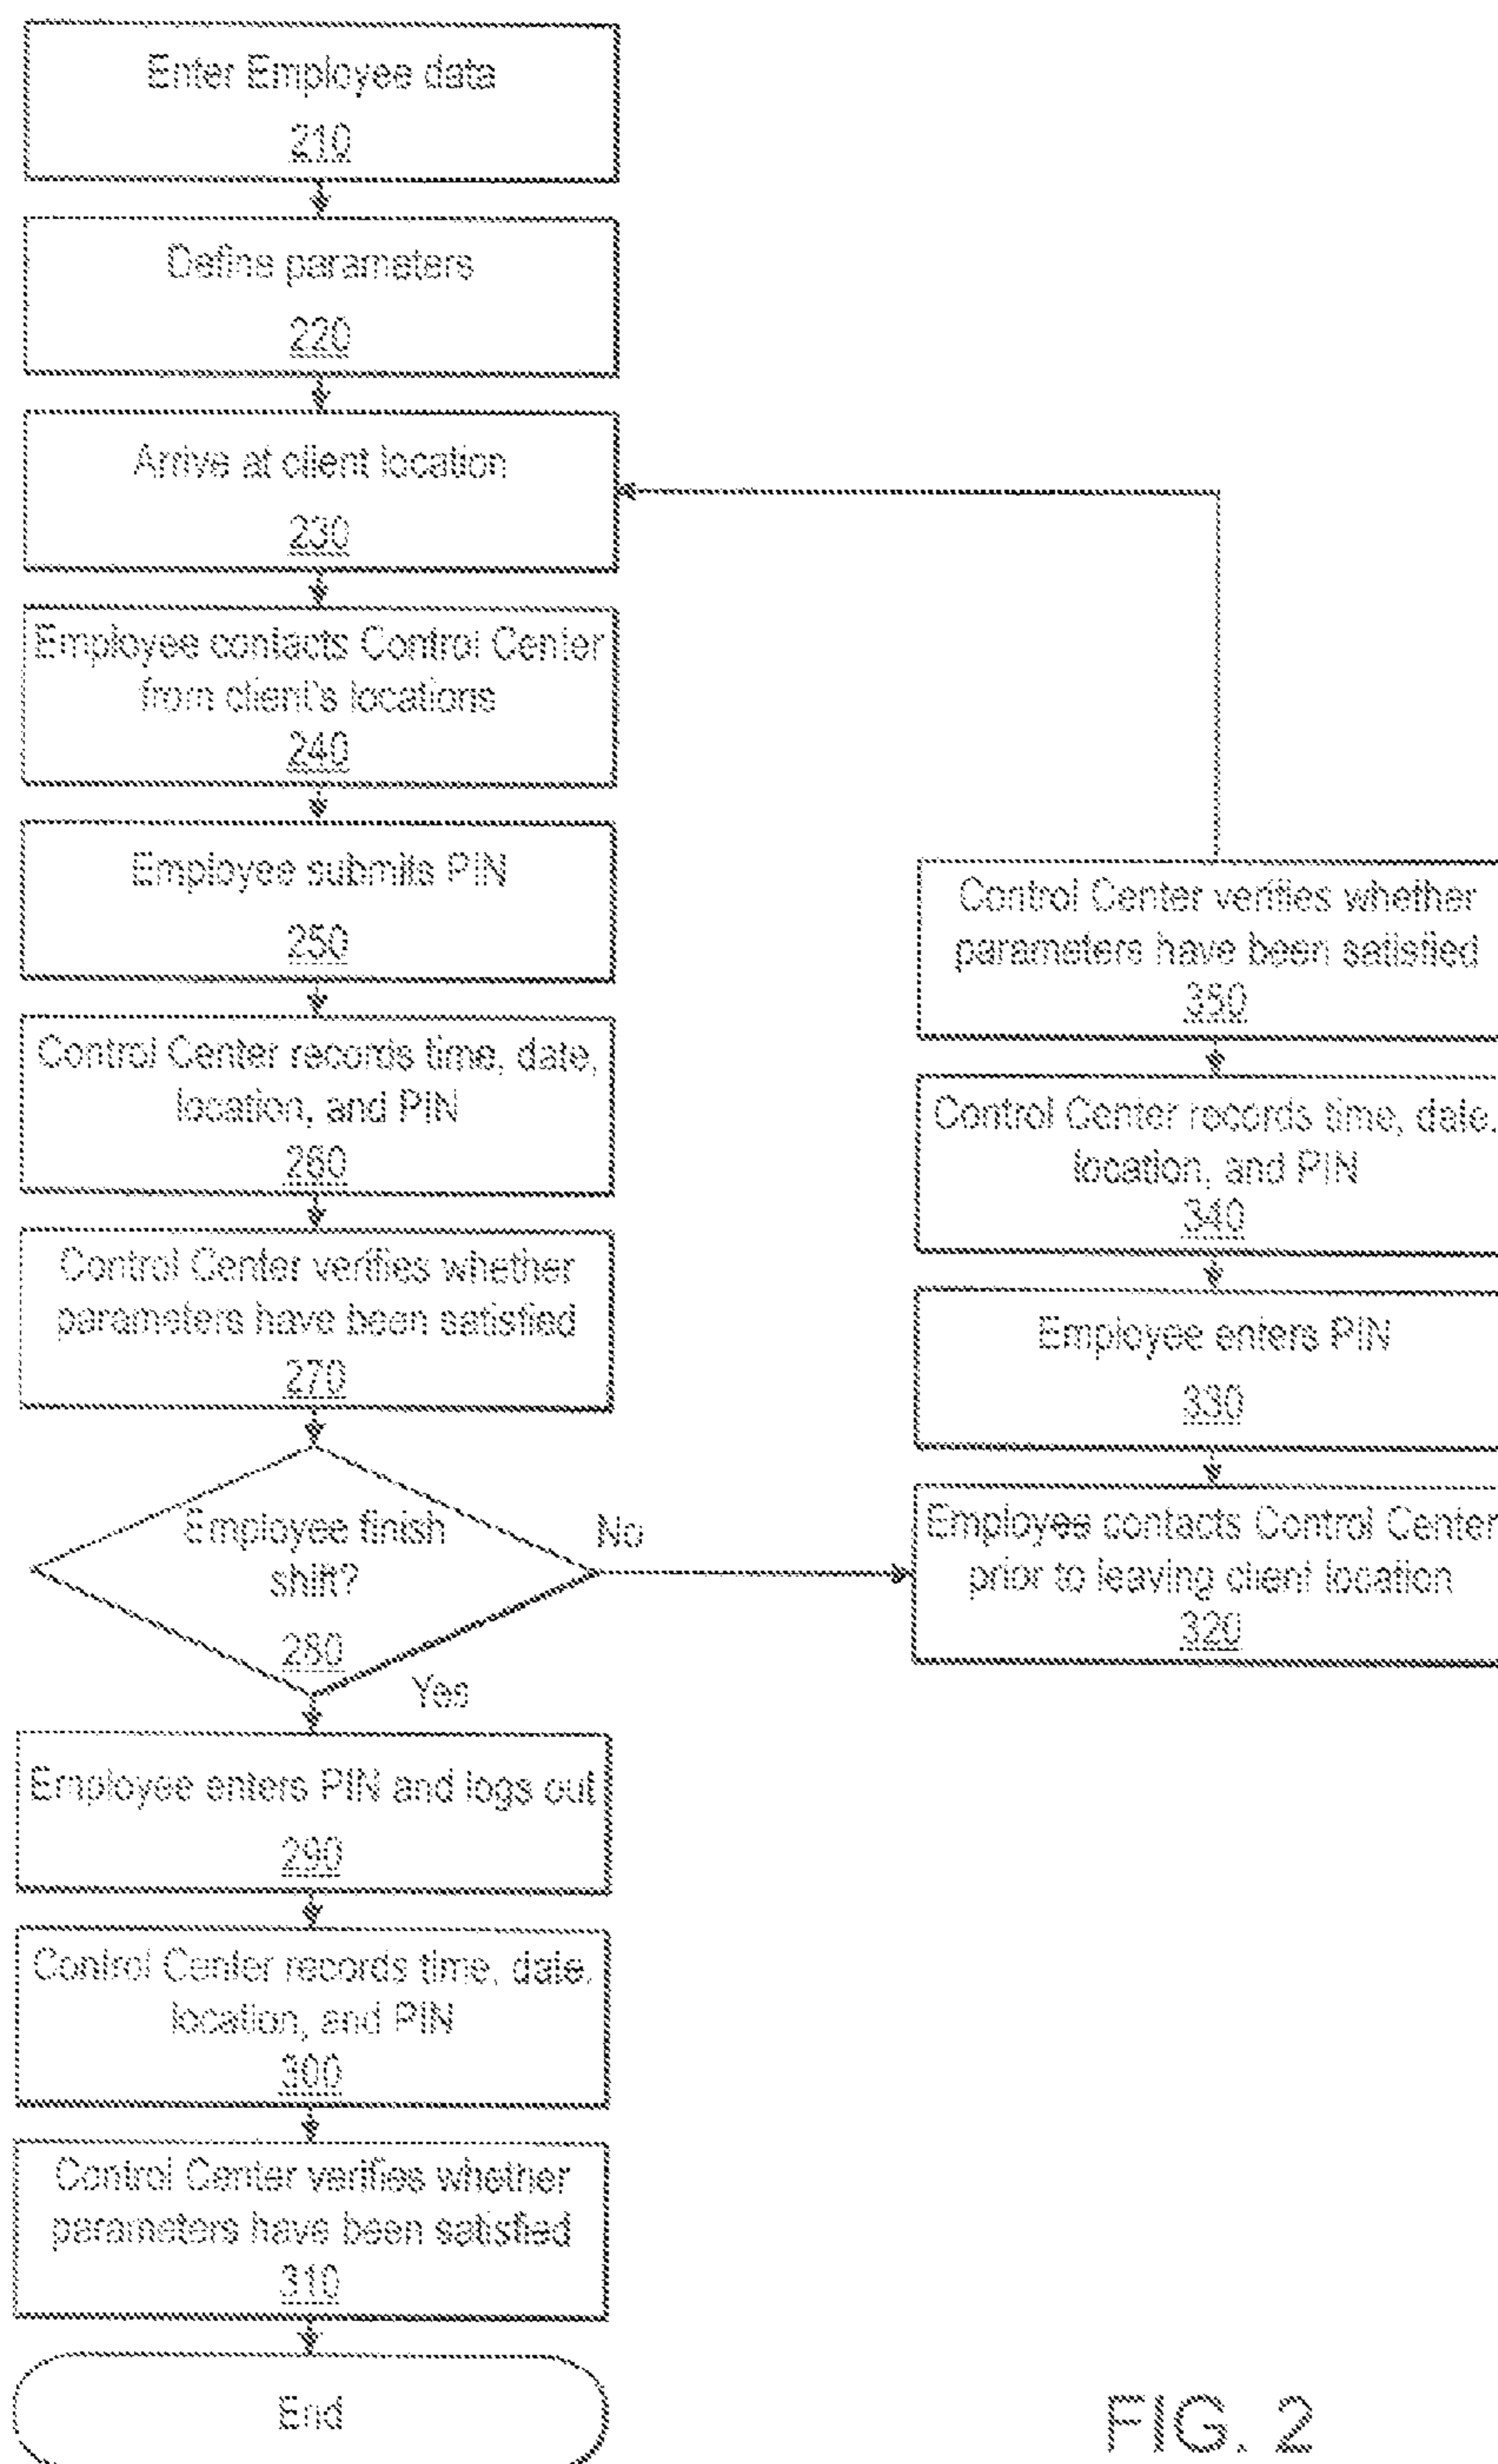 Enter Employee data
210
Define parameters
220
Arrive at client location
230
Employee contacts Control Center
from client's locations
240
Employee submits PIN
250
Control Center records time, date,
location, and PIN
260
Control Center verifies whether
parameters have been satisfied
270
Employee finish
shift?
280
No
Yes
Employee enters PIN and logs out
290
Control Center records time, date,
location, and PIN
300
Control Center verifies whether
parameters have been satisfied
310
End
Control Center verifies whether
parameters have been satisfied
350
Control Center records time, date,
location, and PIN
340
Employee enters PIN
330
Employee contacts Control Center
prior to leaving client location
320
FIG. 2